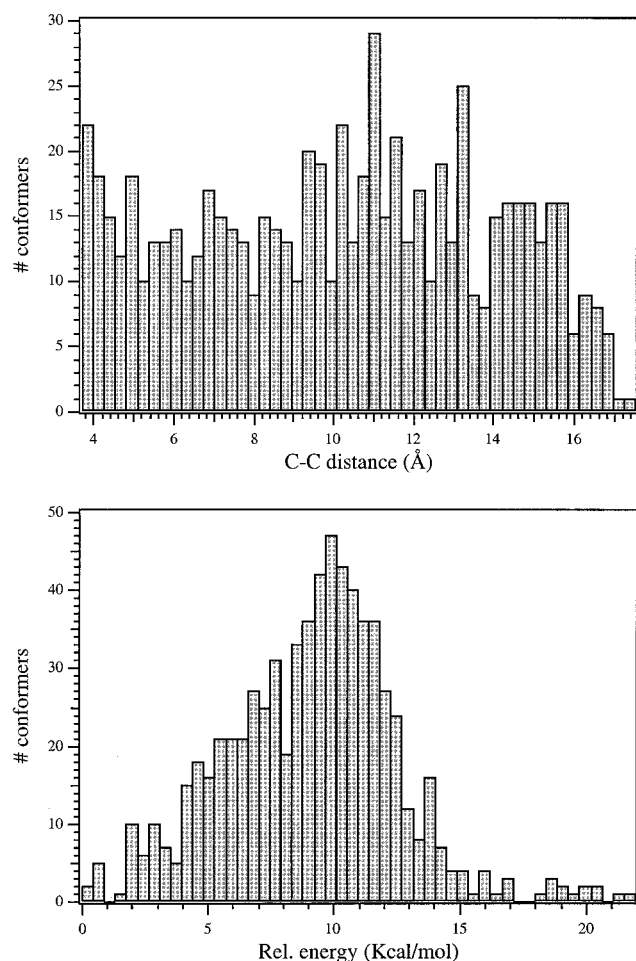 30
25
20
15
10
5
0
# conformers
4 6 8 10 12 14 16
C-C distance (Å)
50
40
30
20
10
0
# conformers
0 5 10 15 20
Rel. energy (Kcal/mol)